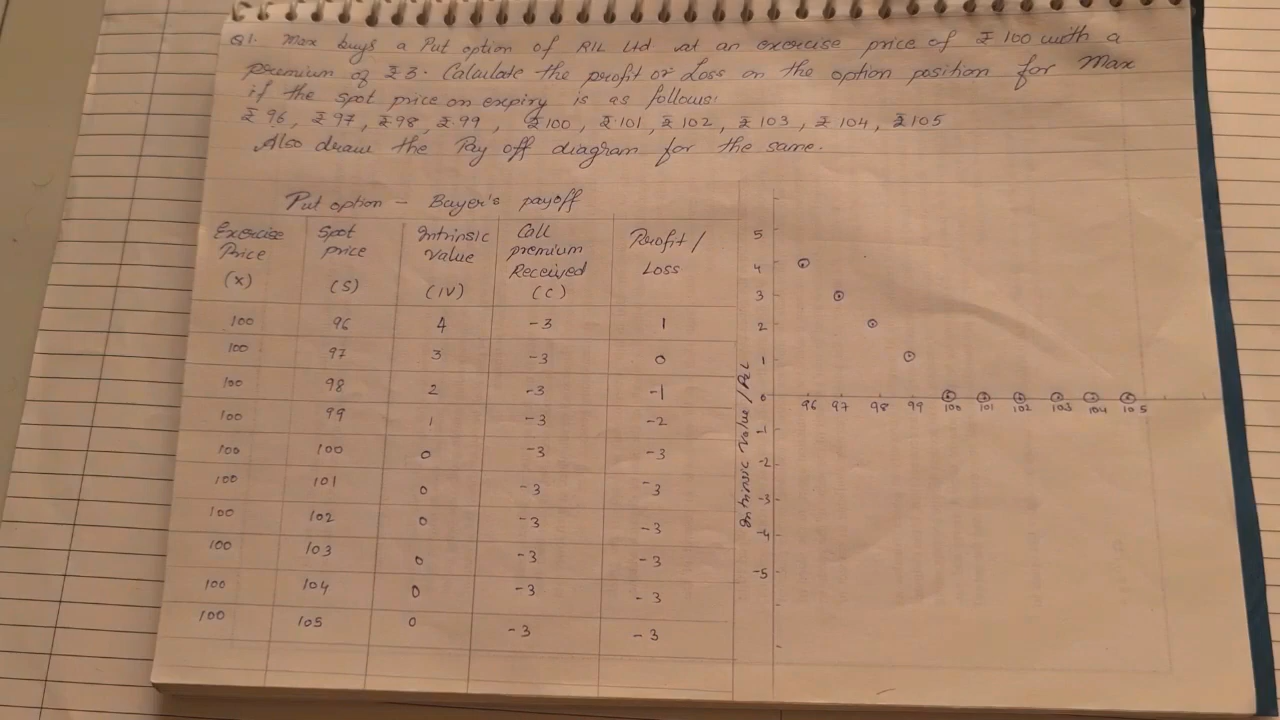 Q1. Max buys a Put option of RIL Ltd at an exercise price of ₹ 100 with a
premium of ₹ 3. Calculate the profit or Loss on the option position for Max
if the spot price on expiry is as follows:
₹ 96, ₹ 97, ₹ 98, ₹ 99, ₹ 100, ₹ 101, ₹ 102, ₹ 103, ₹ 104, ₹ 105
Also draw the Pay off diagram for the same.
Put option – Buyer's payoff
Exercise Price (X) Spot price (S) Intrinsic Value (IV) Call premium Received (C) Profit / Loss
100 96 4 -3 1
100 97 3 -3 0
100 98 2 -3 -1
100 99 1 -3 -2
100 100 0 -3 -3
100 101 0 -3 -3
100 102 0 -3 -3
100 103 0 -3 -3
100 104 0 -3 -3
100 105 0 -3 -3
Intrinsic Value / P&L
5
4
3
2
1
0
96 97 98 99 100 101 102 103 104 105
-1
-2
-3
-4
-5